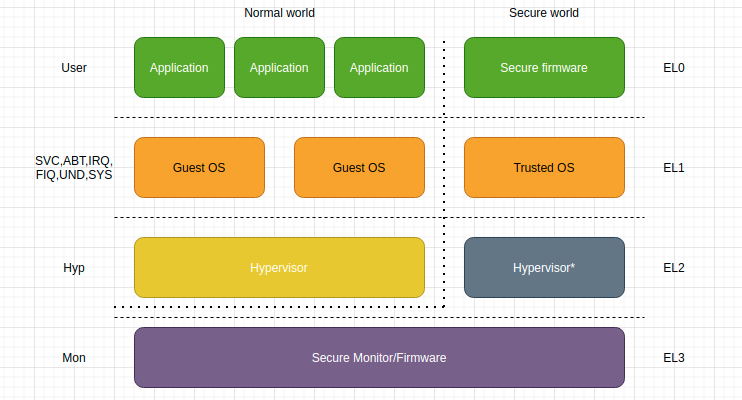 Normal world
Secure world
User
Application
Application
Application
Secure firmware
EL0
SVC,ABT,IRQ,
FIQ,UND,SYS
Guest OS
Guest OS
Trusted OS
EL1
Hyp
Hypervisor
Hypervisor*
EL2
Mon
Secure Monitor/Firmware
EL3